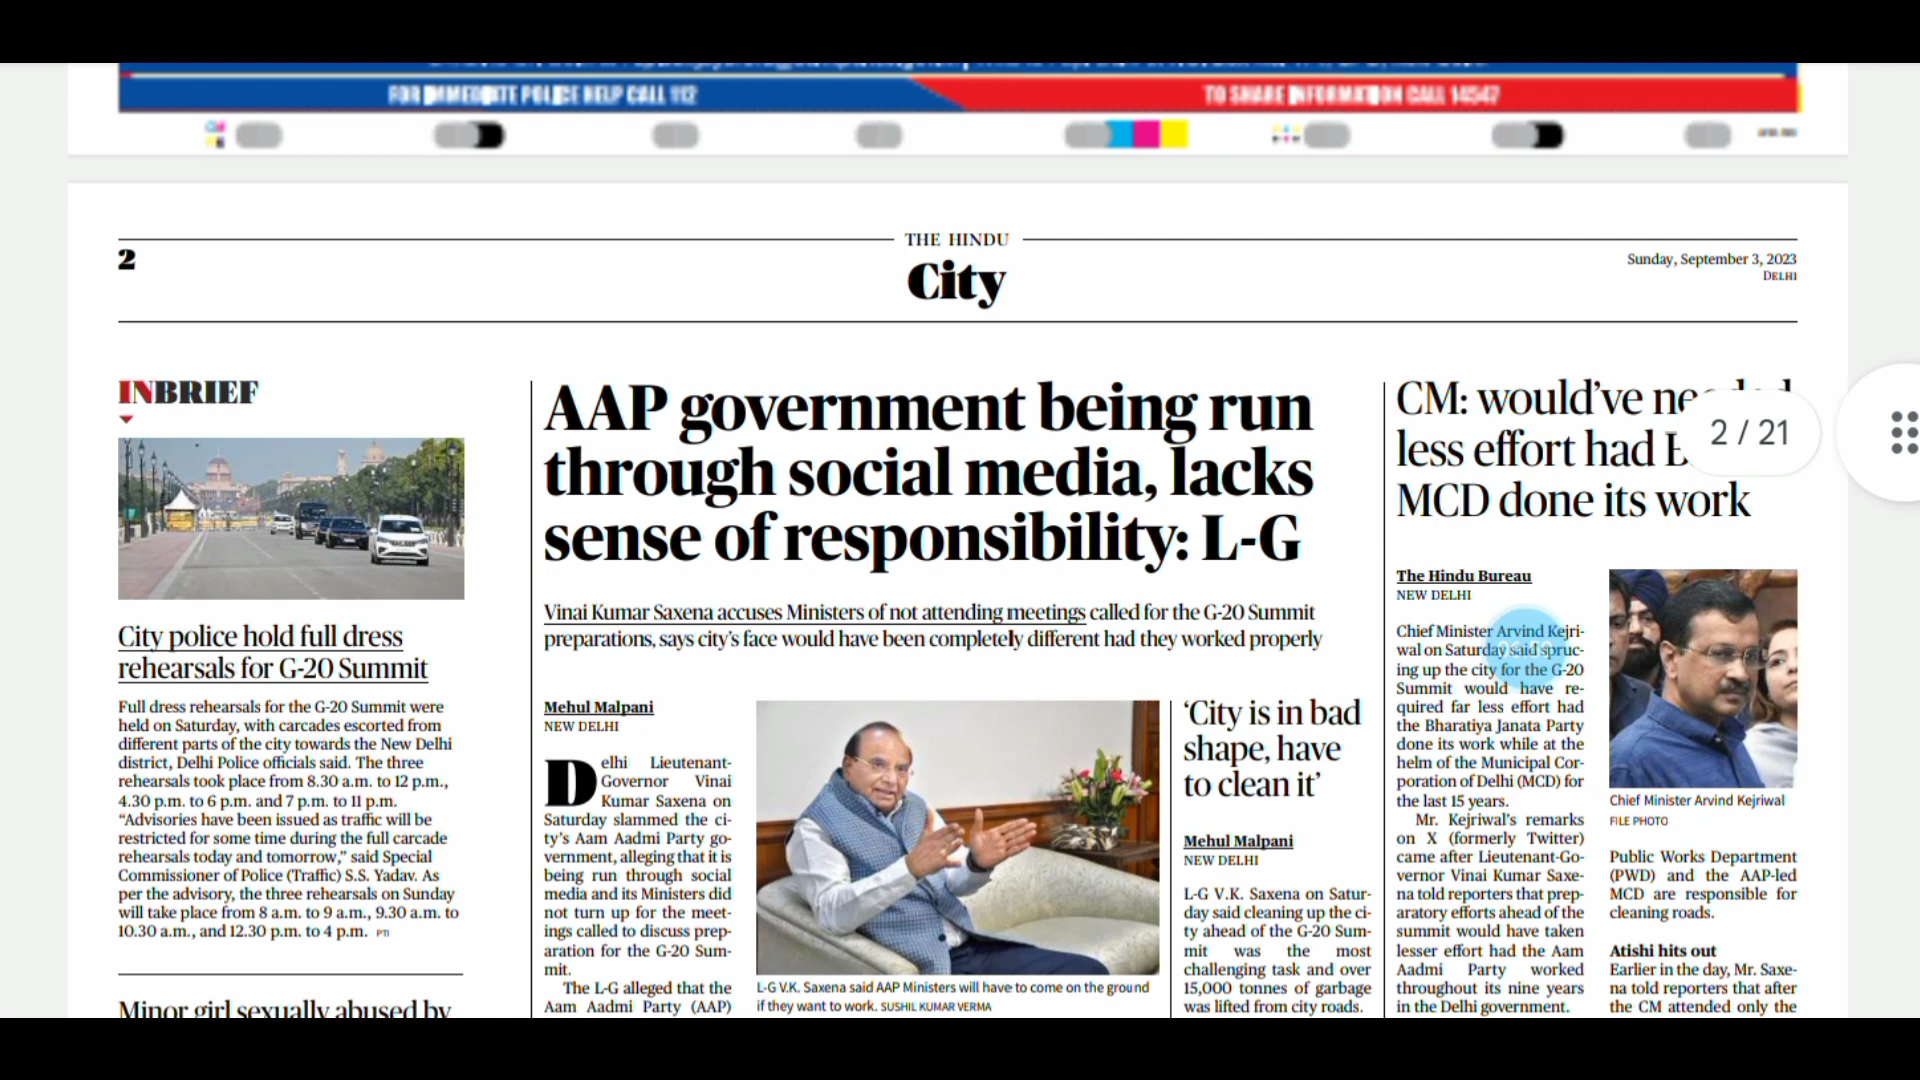 FOR IMMEDIATE POLICE HELP CALL 112
TO SHARE INFORMATION CALL 14547
2
THE HINDU
City
Sunday, September 3, 2023
DELHI
INBRIEF
City police hold full dress
rehearsals for G-20 Summit
Full dress rehearsals for the G-20 Summit were
held on Saturday, with carcades escorted from
different parts of the city towards the New Delhi
district, Delhi Police officials said. The three
rehearsals took place from 8.30 a.m. to 12 p.m.,
4.30 p.m. to 6 p.m. and 7 p.m. to 11 p.m.
“Advisories have been issued as traffic will be
restricted for some time during the full carcade
rehearsals today and tomorrow,” said Special
Commissioner of Police (Traffic) S.S. Yadav. As
per the advisory, the three rehearsals on Sunday
will take place from 8 a.m. to 9 a.m., 9.30 a.m. to
10.30 a.m., and 12.30 p.m. to 4 p.m. PTI
Minor girl sexually abused by
AAP government being run
through social media, lacks
sense of responsibility: L-G
Vinai Kumar Saxena accuses Ministers of not attending meetings called for the G-20 Summit
preparations, says city’s face would have been completely different had they worked properly
Mehul Malpani
NEW DELHI
Delhi Lieutenant-
Governor Vinai
Kumar Saxena on
Saturday slammed the ci-
ty’s Aam Aadmi Party go-
vernment, alleging that it is
being run through social
media and its Ministers did
not turn up for the meet-
ings called to discuss prep-
aration for the G-20 Sum-
mit.
The L-G alleged that the
Aam Aadmi Party (AAP)
L-G V.K. Saxena said AAP Ministers will have to come on the ground
if they want to work. SUSHIL KUMAR VERMA
‘City is in bad
shape, have
to clean it’
Mehul Malpani
NEW DELHI
L-G V.K. Saxena on Satur-
day said cleaning up the ci-
ty ahead of the G-20 Sum-
mit was the most
challenging task and over
15,000 tonnes of garbage
was lifted from city roads.
CM: would’ve
less effort had
MCD done its work
2 / 21
The Hindu Bureau
NEW DELHI
Chief Minister Arvind Kejri-
wal on Saturday said spruc-
ing up the city for the G-20
Summit would have re-
quired far less effort had
the Bharatiya Janata Party
done its work while at the
helm of the Municipal Cor-
poration of Delhi (MCD) for
the last 15 years.
Mr. Kejriwal’s remarks
on X (formerly Twitter)
came after Lieutenant-Go-
vernor Vinai Kumar Saxe-
na told reporters that prep-
aratory efforts ahead of the
summit would have taken
lesser effort had the Aam
Aadmi Party worked
throughout its nine years
in the Delhi government.
Chief Minister Arvind Kejriwal
FILE PHOTO
Public Works Department
(PWD) and the AAP-led
MCD are responsible for
cleaning roads.
Atishi hits out
Earlier in the day, Mr. Saxe-
na told reporters that after
the CM attended only the